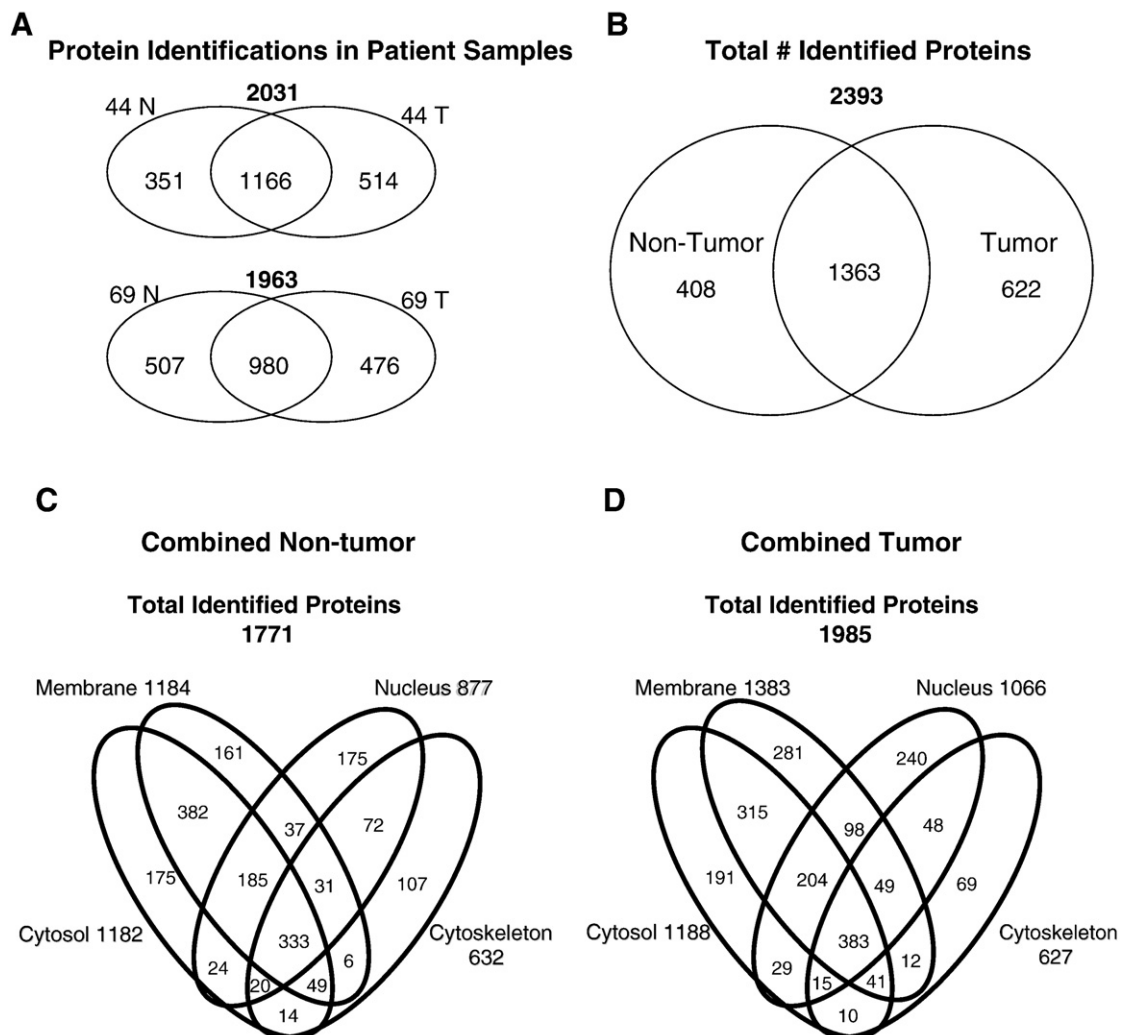 A
Protein Identifications in Patient Samples
2031
44 N
44 T
351
1166
514
1963
69 N
69 T
507
980
476
B
Total # Identified Proteins
2393
Non-Tumor
Tumor
408
1363
622
C
Combined Non-tumor
Total Identified Proteins
1771
Membrane 1184
Nucleus 877
161
175
382
37
72
175
185
31
107
Cytosol 1182
333
Cytoskeleton
632
24
20
49
6
14
D
Combined Tumor
Total Identified Proteins
1985
Membrane 1383
Nucleus 1066
281
240
315
98
48
191
204
49
69
Cytosol 1188
383
Cytoskeleton
627
29
15
41
12
10